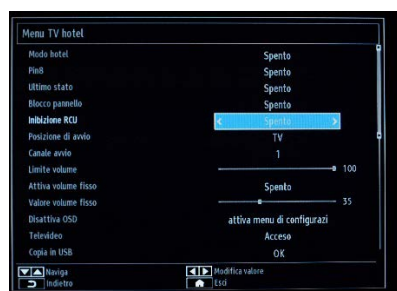 Menu TV hotel
Modo hotel Spento
Pin8 Spento
Ultimo stato Spento
Blocco pannello Spento
Inibizione RCU < Spento >
Posizione di avvio TV
Canale avvio 1
Limite volume 100
Attiva volume fisso Spento
Valore volume fisso 35
Disattiva OSD attiva menu di configurazi
Televideo Acceso
Copia in USB OK
Naviga Modifica valore
Indietro Esci